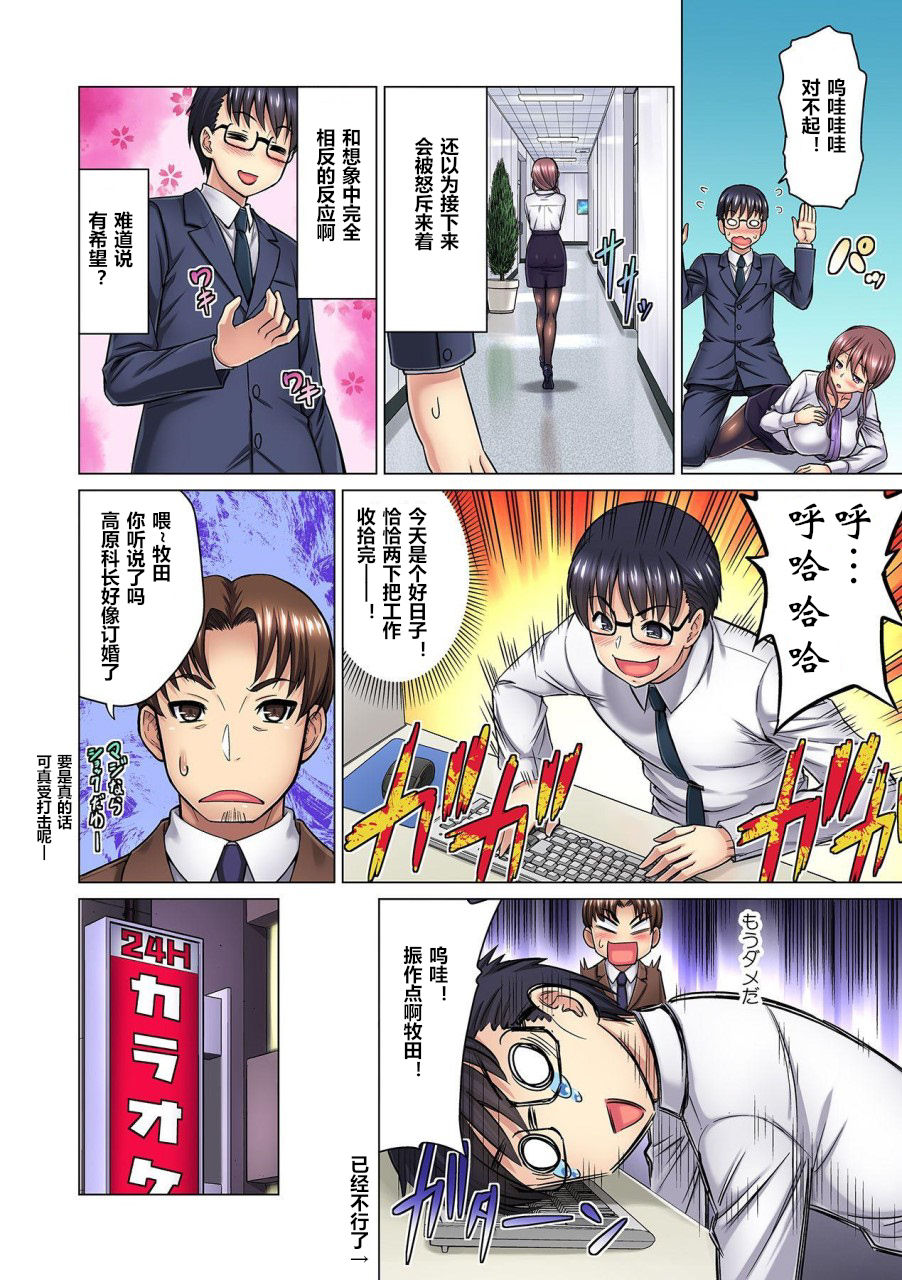 呜哇哇哇
对不起！
パッ
还以为接下来
会被怒斥来着
ササッ
和想象中完全
相反的反应啊
难道说
有希望？
ワキ
ワキ
呼…
呼哈哈哈
今天是个好日子！
恰恰两下把工作
收拾完——！
ガガ
ガガ
喂~牧田
你听说了吗
高原科长好像订婚了
マジなら
ショックだゆー
要是真的话
可真受打击呢—
もうダメだ
呜哇！
振作点啊牧田！
ガターン
已经不行了→
24H
カラオケ